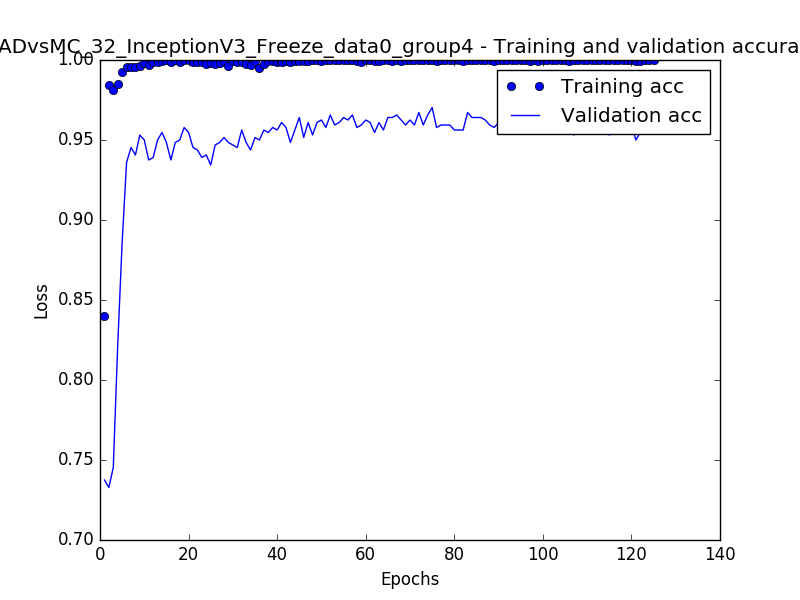 ADvsMC_32_InceptionV3_Freeze_data0_group4 - Training and validation accura
1.00
0.95
0.90
0.85
0.80
0.75
0.70
Loss
Training acc
Validation acc
0 20 40 60 80 100 120 140
Epochs